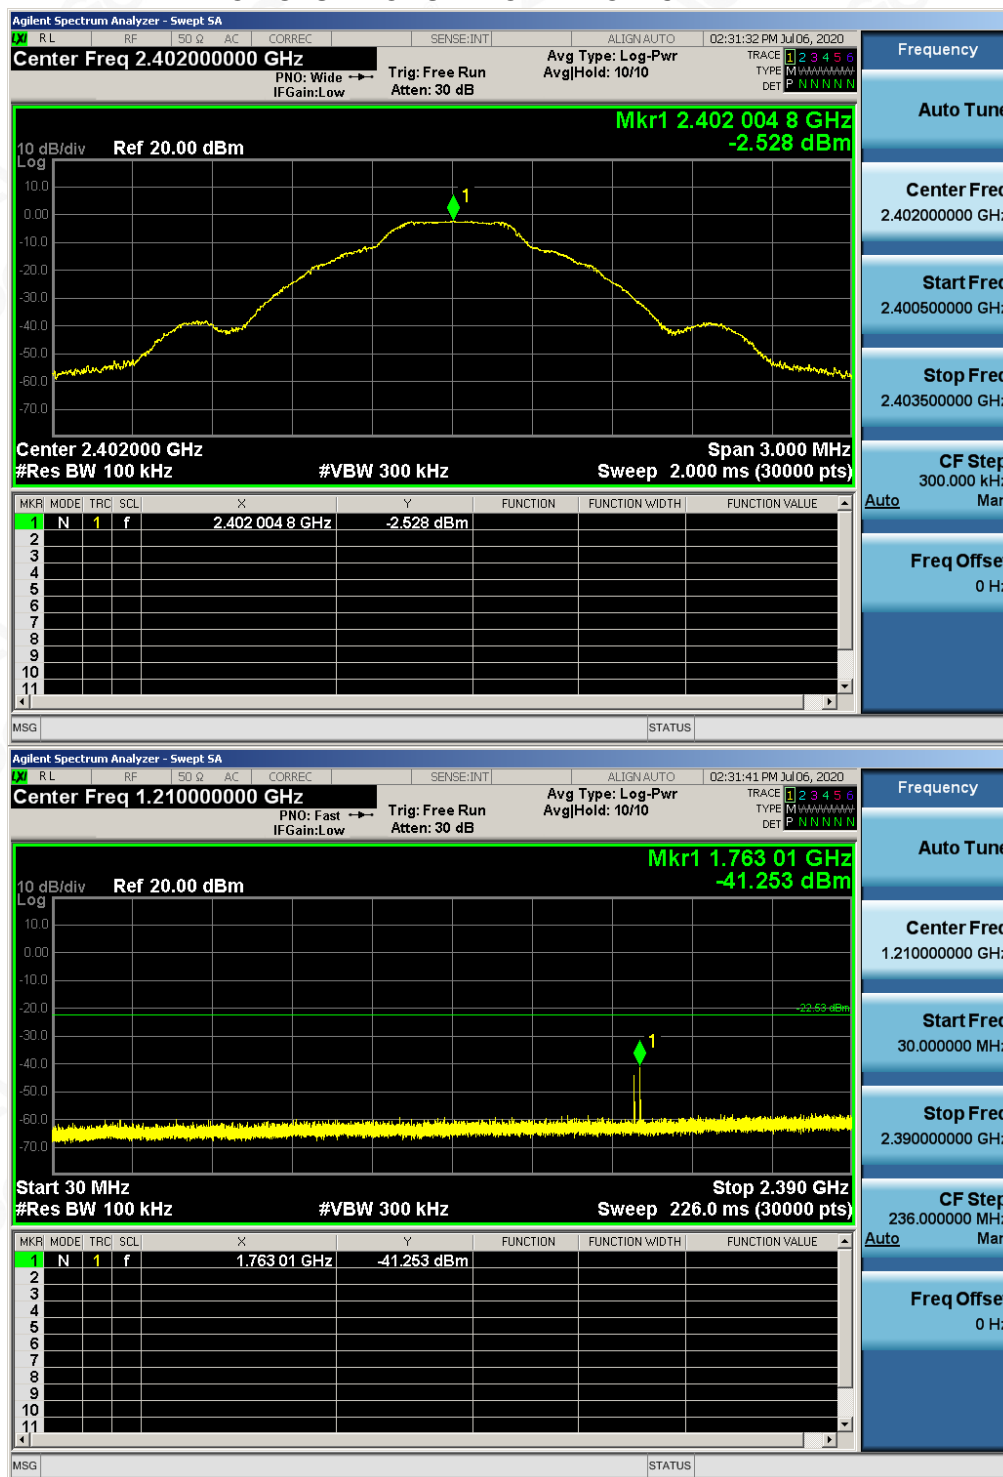 Agilent Spectrum Analyzer - Swept SA
LXI RL RF 50 Ω AC CORREC SENSE:INT ALIGN AUTO 02:31:32 PM Jul 06, 2020
Center Freq 2.402000000 GHz
PNO: Wide
IFGain:Low
Trig: Free Run
Atten: 30 dB
Avg Type: Log-Pwr
Avg|Hold: 10/10
TRACE 1 2 3 4 5 6
TYPE M
DET P N N N N N
Mkr1 2.402 004 8 GHz
-2.528 dBm
10 dB/div Ref 20.00 dBm
Log
10.0
0.00
-10.0
-20.0
-30.0
-40.0
-50.0
-60.0
-70.0
1
Center 2.402000 GHz Span 3.000 MHz
#Res BW 100 kHz #VBW 300 kHz Sweep 2.000 ms (30000 pts)
MKR MODE TRC SCL X Y FUNCTION FUNCTION WIDTH FUNCTION VALUE
1 N 1 f 2.402 004 8 GHz -2.528 dBm
2
3
4
5
6
7
8
9
10
11
MSG STATUS
Frequency
Auto Tune
Center Freq
2.402000000 GHz
Start Freq
2.400500000 GHz
Stop Freq
2.403500000 GHz
CF Step
300.000 kHz
Auto Man
Freq Offset
0 Hz
Agilent Spectrum Analyzer - Swept SA
LXI RL RF 50 Ω AC CORREC SENSE:INT ALIGN AUTO 02:31:41 PM Jul 06, 2020
Center Freq 1.210000000 GHz
PNO: Fast
IFGain:Low
Trig: Free Run
Atten: 30 dB
Avg Type: Log-Pwr
Avg|Hold: 10/10
TRACE 1 2 3 4 5 6
TYPE M
DET P N N N N N
Mkr1 1.763 01 GHz
-41.253 dBm
10 dB/div Ref 20.00 dBm
Log
10.0
0.00
-10.0
-20.0
-30.0
-40.0
-50.0
-60.0
-70.0
-22.53 dBm
1
Start 30 MHz Stop 2.390 GHz
#Res BW 100 kHz #VBW 300 kHz Sweep 226.0 ms (30000 pts)
MKR MODE TRC SCL X Y FUNCTION FUNCTION WIDTH FUNCTION VALUE
1 N 1 f 1.763 01 GHz -41.253 dBm
2
3
4
5
6
7
8
9
10
11
MSG STATUS
Frequency
Auto Tune
Center Freq
1.210000000 GHz
Start Freq
30.000000 MHz
Stop Freq
2.390000000 GHz
CF Step
236.000000 MHz
Auto Man
Freq Offset
0 Hz